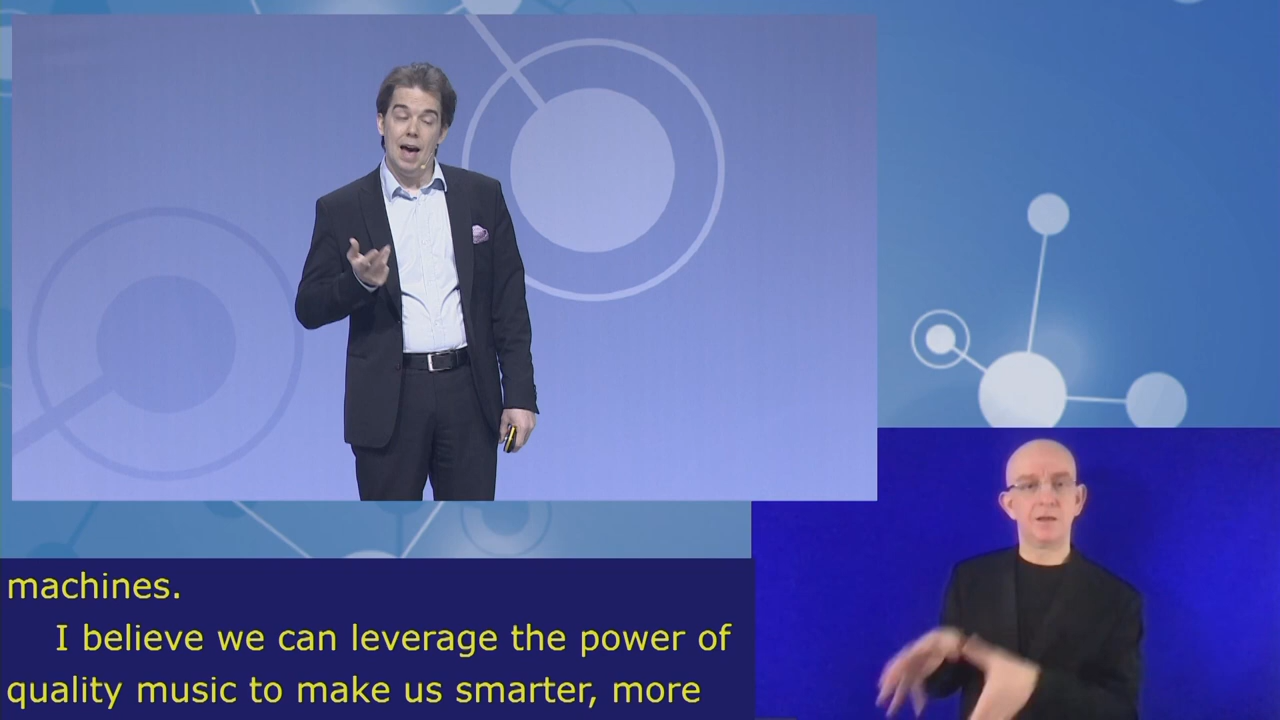 machines.
I believe we can leverage the power of
quality music to make us smarter, more